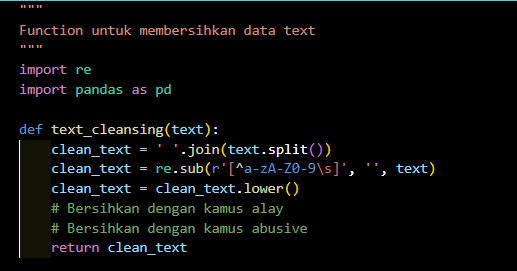 """
Function untuk membersihkan data text
"""
import re
import pandas as pd
def text_cleansing(text):
clean_text = ' '.join(text.split())
clean_text = re.sub(r'[^a-zA-Z0-9\s]', '', text)
clean_text = clean_text.lower()
# Bersihkan dengan kamus alay
# Bersihkan dengan kamus abusive
return clean_text